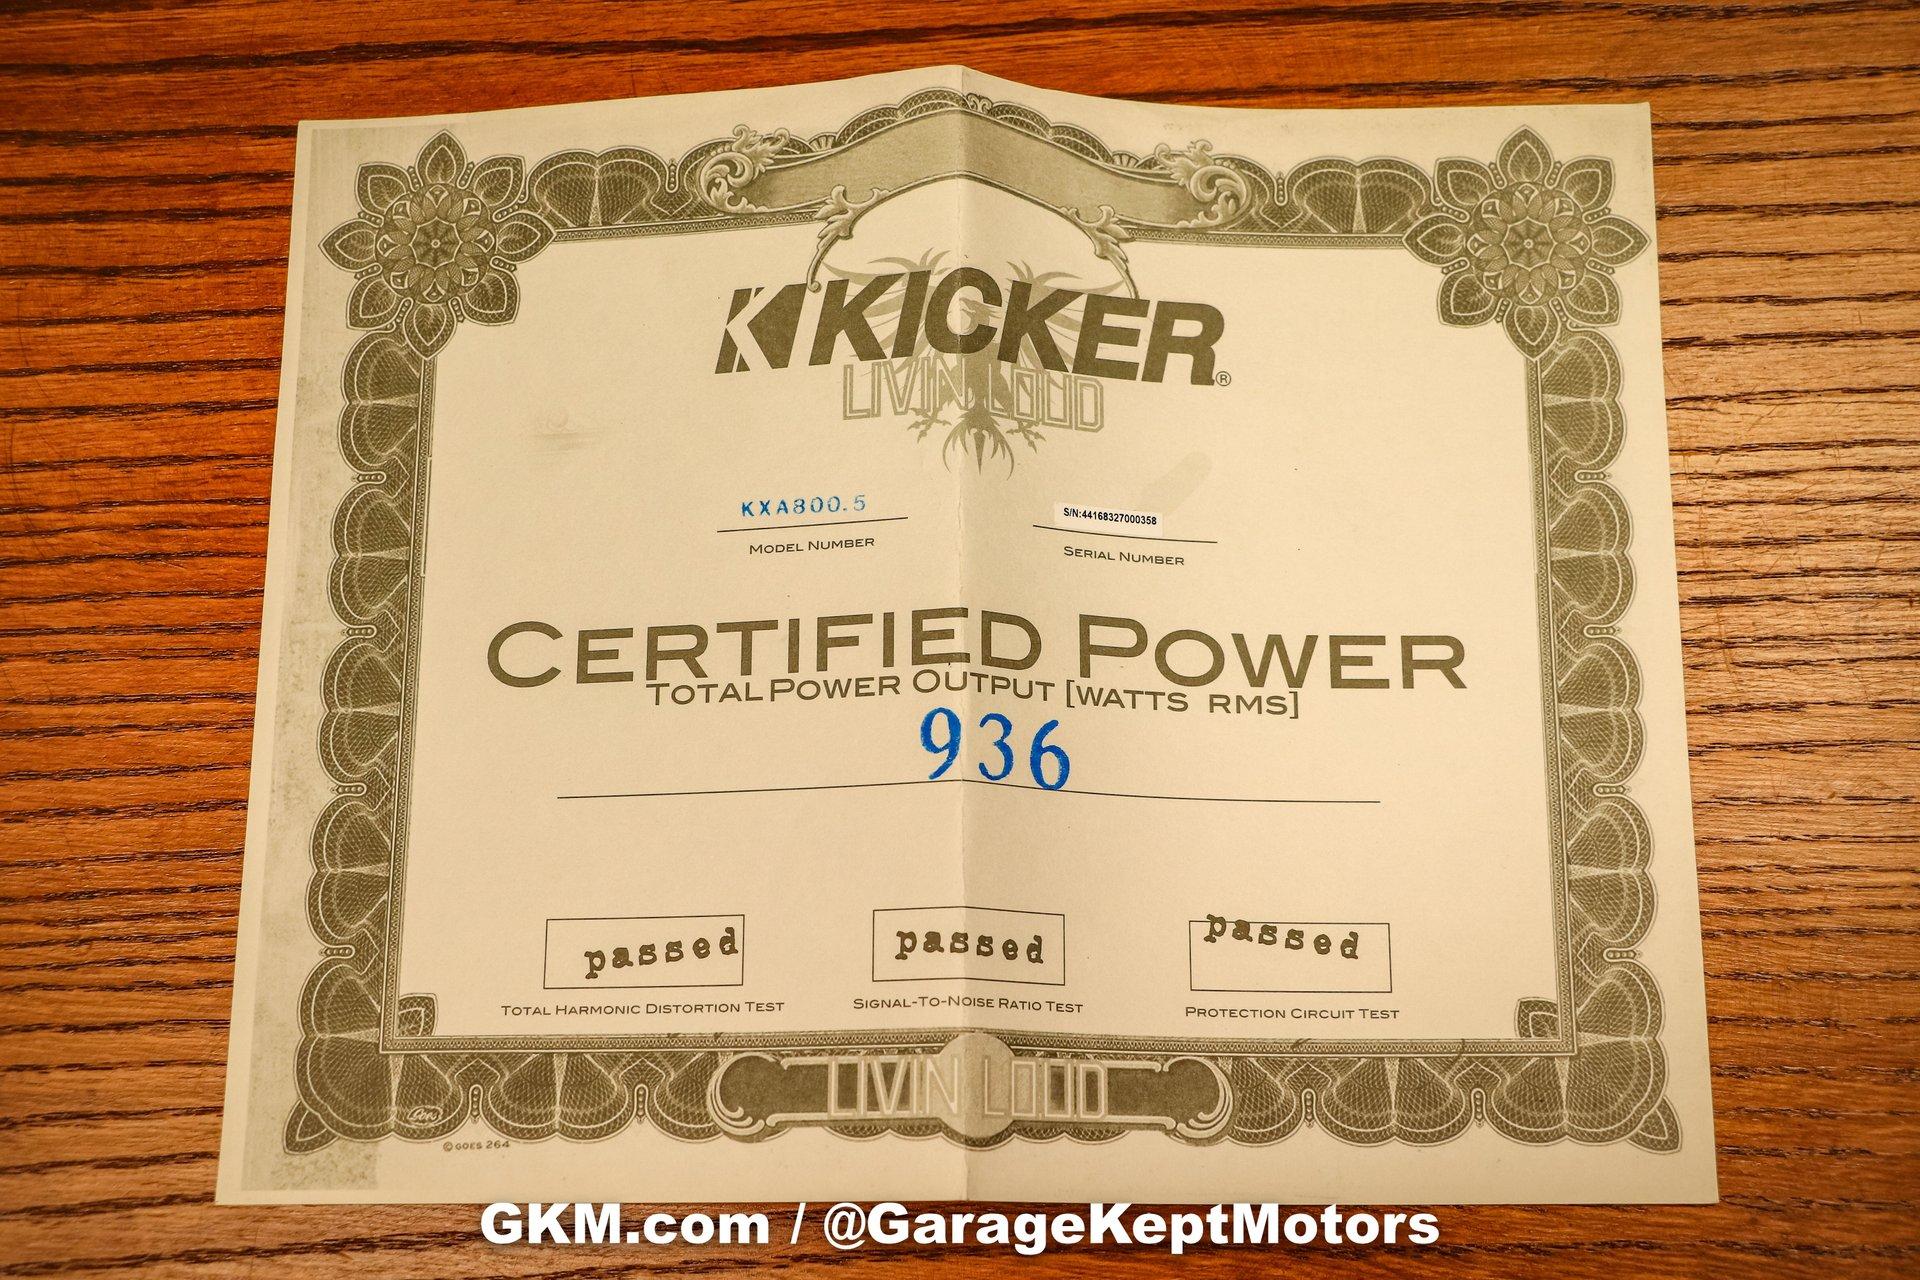 KICKER®
LIVIN LOUD
KXA800.5
MODEL NUMBER
S/N:44168327000358
SERIAL NUMBER
CERTIFIED POWER
TOTAL POWER OUTPUT [WATTS RMS]
936
passed
TOTAL HARMONIC DISTORTION TEST
passed
SIGNAL-TO-NOISE RATIO TEST
passed
PROTECTION CIRCUIT TEST
LIVIN LOUD
© GOES 264
GKM.com / @GarageKeptMotors